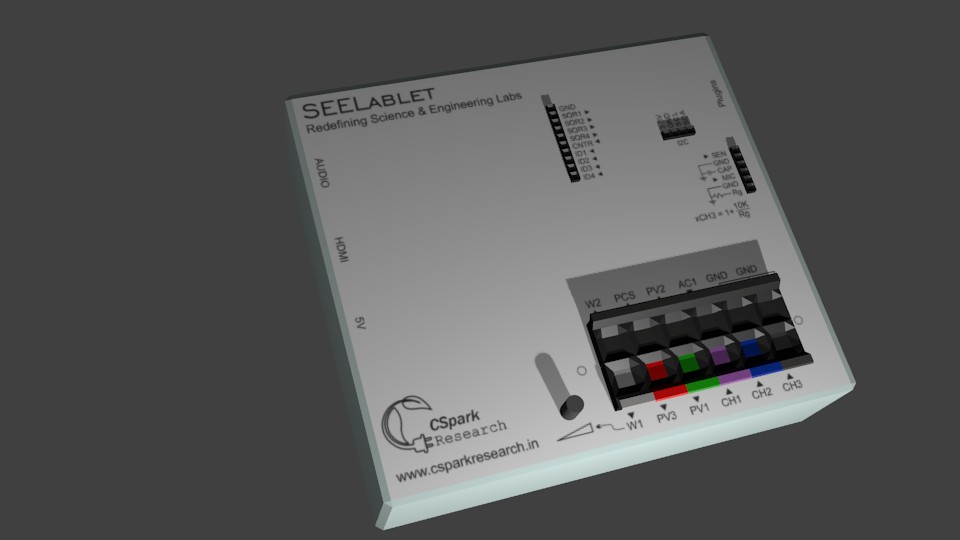 SEELABLET
Redefining Science & Engineering Labs
AUDIO
HDMI
5V
GND
SQR1
SQR2
SQR3
SQR4
CNTR
ID1
ID2
ID3
ID4
I2C
Plugins
SEN
GND
CAP
MIC
GND
Rg
xCH3 = 1+ 10K
Rg
W2 PCS PV2 AC1 GND GND
W1 PV3 PV1 CH1 CH2 CH3
CSpark
Research
www.csparkresearch.in